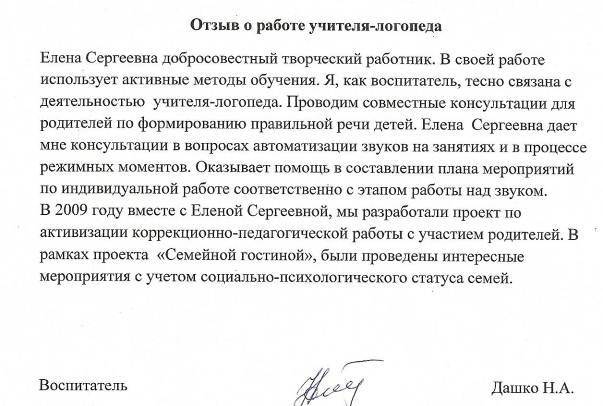 Отзыв о работе учителя-логопеда
Елена Сергеевна добросовестный творческий работник. В своей работе
использует активные методы обучения. Я, как воспитатель, тесно связана с
деятельностью учителя-логопеда. Проводим совместные консультации для
родителей по формированию правильной речи детей. Елена Сергеевна дает
мне консультации в вопросах автоматизации звуков на занятиях и в процессе
режимных моментов. Оказывает помощь в составлении плана мероприятий
по индивидуальной работе соответственно с этапом работы над звуком.
В 2009 году вместе с Еленой Сергеевной, мы разработали проект по
активизации коррекционно-педагогической работы с участием родителей. В
рамках проекта «Семейной гостиной», были проведены интересные
мероприятия с учетом социально-психологического статуса семей.
Воспитатель Дашко Н.А.